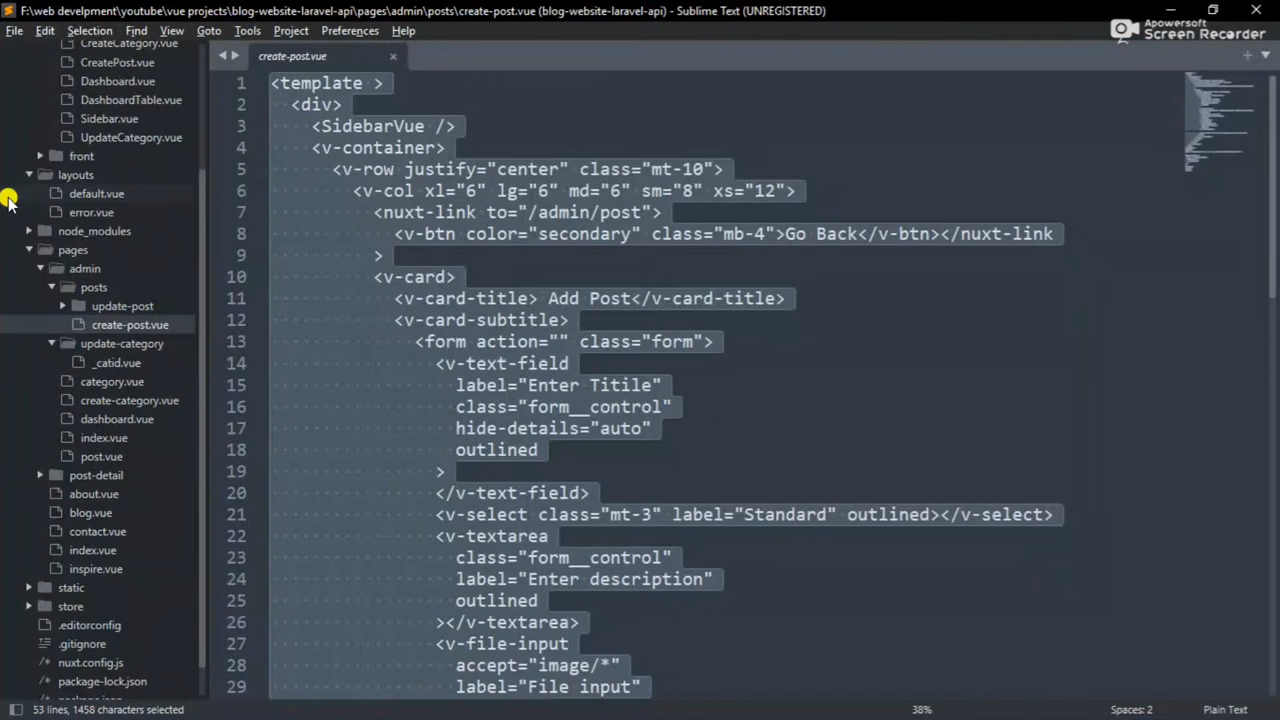 F:\web develpment\youtube\vue projects\blog-website-laravel-api\pages\admin\posts\create-post.vue (blog-website-laravel-api) - Sublime Text (UNREGISTERED)
File Edit Selection Find View Goto Tools Project Preferences Help
Apowersoft
Screen Recorder
CreateCategory.vue
CreatePost.vue
Dashboard.vue
DashboardTable.vue
Sidebar.vue
UpdateCategory.vue
front
layouts
default.vue
error.vue
node_modules
pages
admin
posts
update-post
create-post.vue
update-category
_catid.vue
category.vue
create-category.vue
dashboard.vue
index.vue
post.vue
post-detail
about.vue
blog.vue
contact.vue
index.vue
inspire.vue
static
store
.editorconfig
.gitignore
nuxt.config.js
package-lock.json
package.json
create-post.vue
1 <template >
2 <div>
3 <SidebarVue />
4 <v-container>
5 <v-row justify="center" class="mt-10">
6 <v-col xl="6" lg="6" md="6" sm="8" xs="12">
7 <nuxt-link to="/admin/post">
8 <v-btn color="secondary" class="mb-4">Go Back</v-btn></nuxt-link
9 >
10 <v-card>
11 <v-card-title> Add Post</v-card-title>
12 <v-card-subtitle>
13 <form action="" class="form">
14 <v-text-field
15 label="Enter Titile"
16 class="form__control"
17 hide-details="auto"
18 outlined
19 >
20 </v-text-field>
21 <v-select class="mt-3" label="Standard" outlined></v-select>
22 <v-textarea
23 class="form__control"
24 label="Enter description"
25 outlined
26 ></v-textarea>
27 <v-file-input
28 accept="image/*"
29 label="File input"
53 lines, 1458 characters selected
38%
Spaces: 2
Plain Text